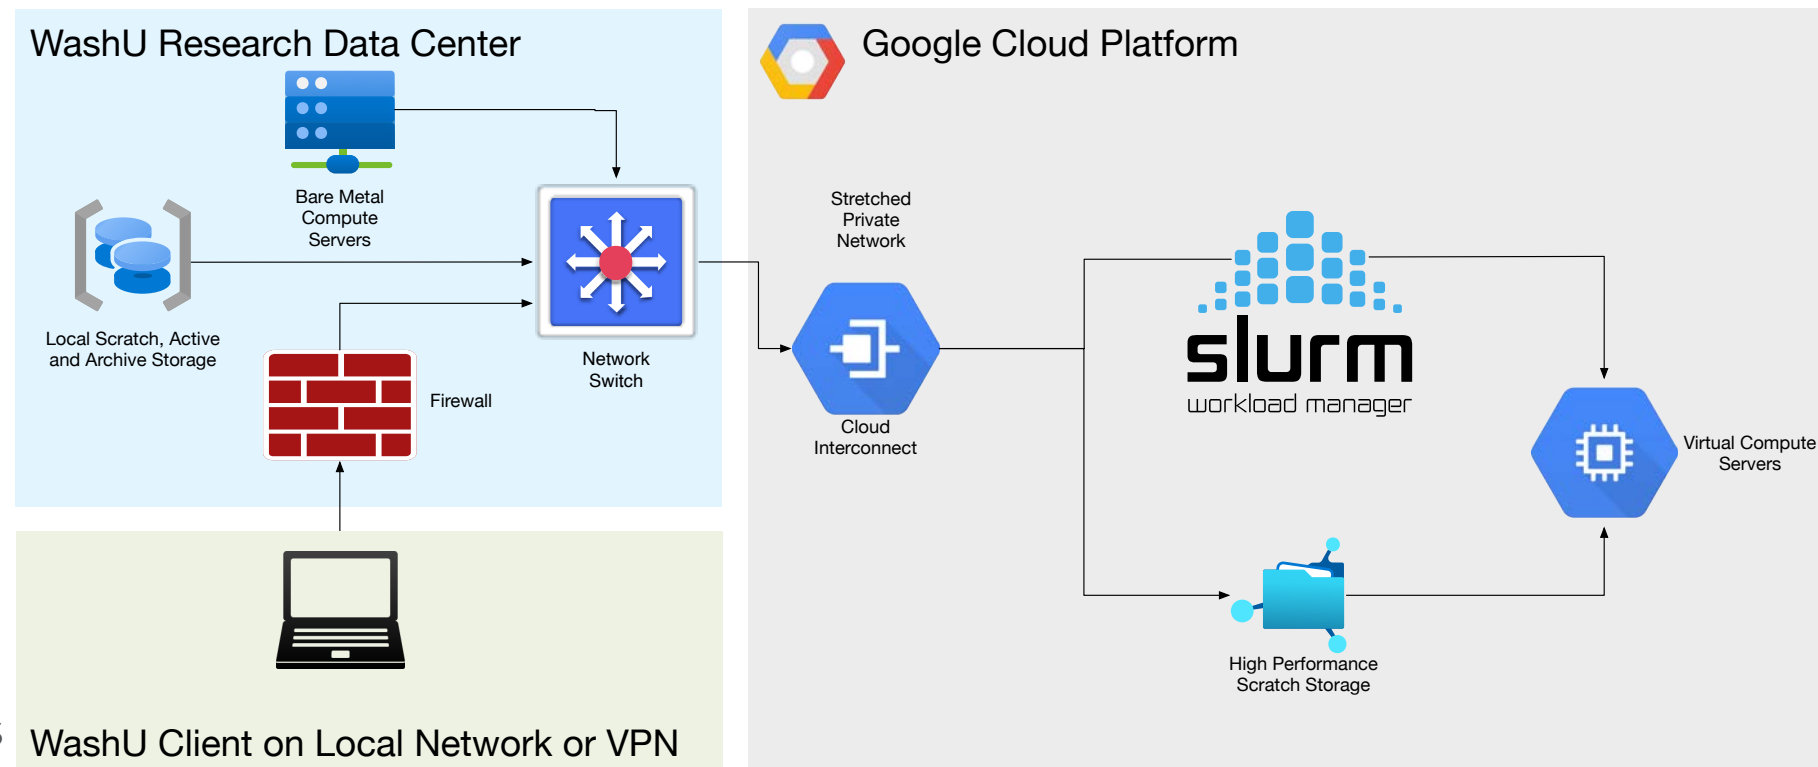 WashU Research Data Center
Bare Metal
Compute
Servers
Local Scratch, Active
and Archive Storage
Firewall
Network
Switch
WashU Client on Local Network or VPN
Google Cloud Platform
Stretched
Private
Network
Cloud
Interconnect
slurm
workload manager
Virtual Compute
Servers
High Performance
Scratch Storage